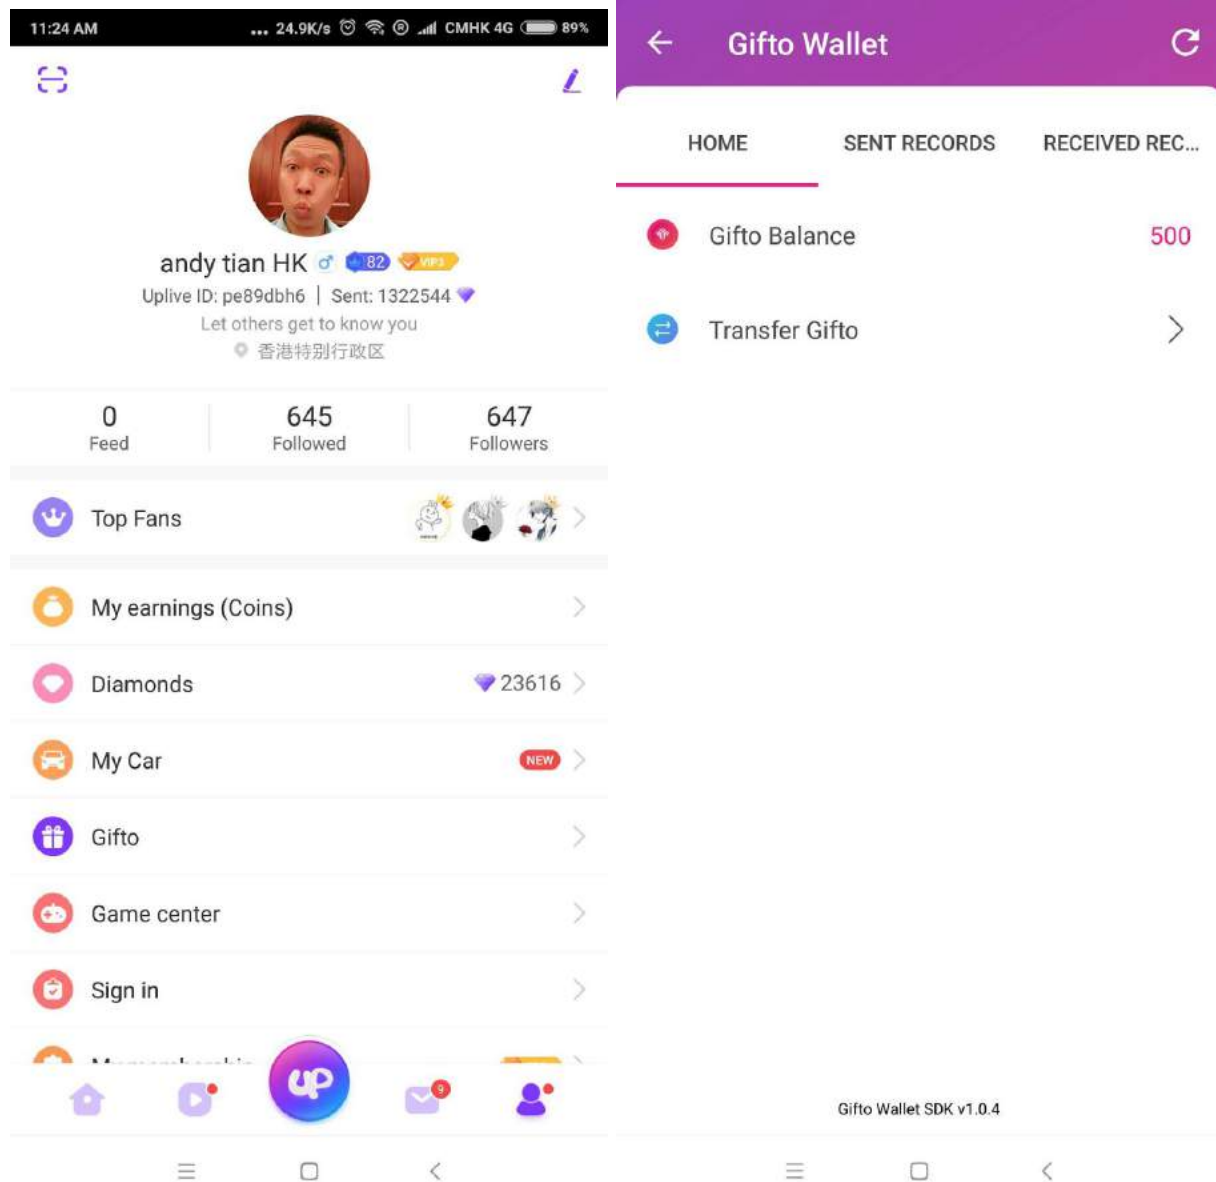 11:24 AM
... 24.9K/s ® CMHK 4G 89%
andy tian HK ♂ 82 VIP3
Uplive ID: pe89dbh6 | Sent: 1322544
Let others get to know you
香港特别行政区
0 645 647
Feed Followed Followers
Top Fans
My earnings (Coins)
Diamonds 23616
My Car NEW
Gifto
Game center
Sign in
My membership
up
9
Gifto Wallet
HOME SENT RECORDS RECEIVED REC...
Gifto Balance 500
Transfer Gifto
Gifto Wallet SDK v1.0.4